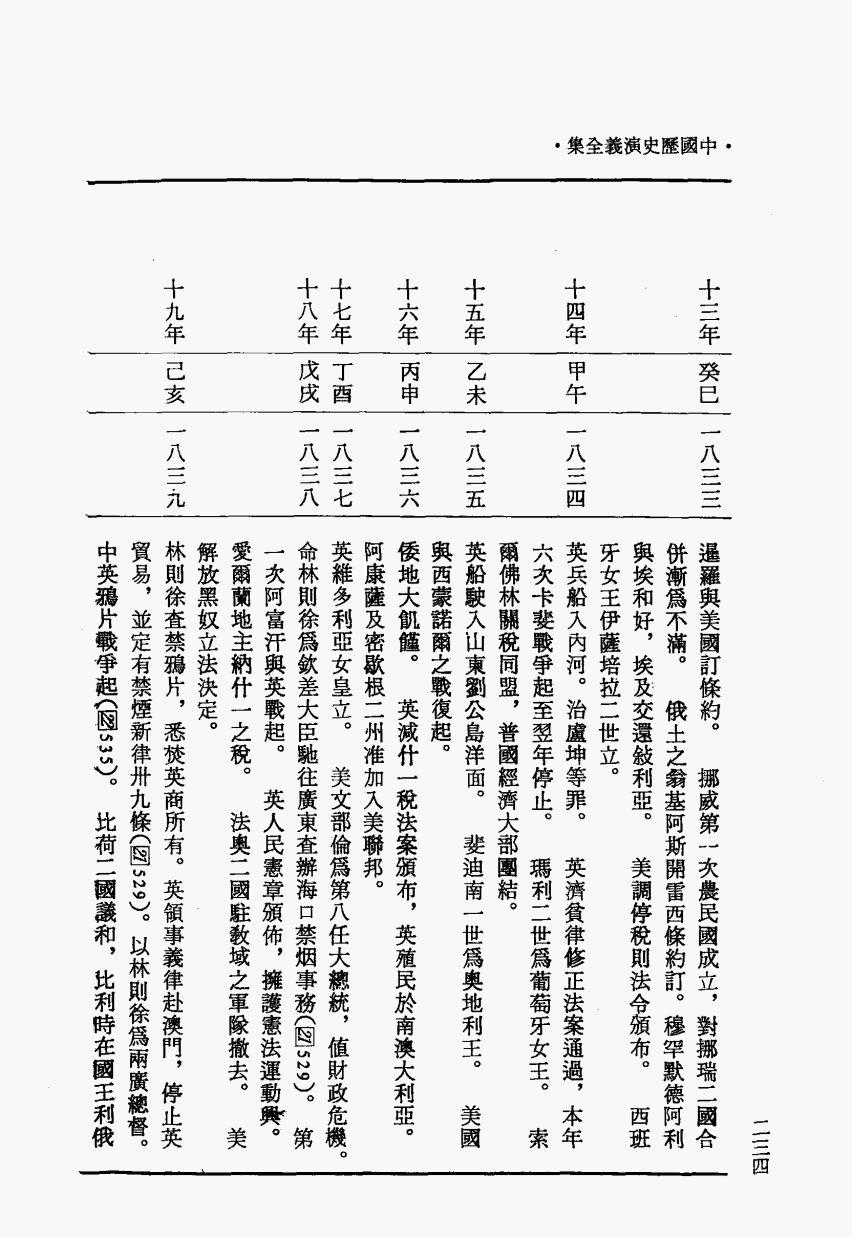 ·中國歷史演義全集·
二三四
十三年 癸巳 一八三三 暹羅與美國訂條約。 挪威第一次農民國成立，對挪瑞二國合
併漸爲不滿。 俄土之翁基阿斯開雷西條約訂。穆罕默德阿利
與埃和好，埃及交還敍利亞。 美調停稅則法令頒布。 西班
牙女王伊薩培拉二世立。
十四年 甲午 一八三四 英兵船入內河。治盧坤等罪。 英濟貧律修正法案通過，本年
六次卡斐戰爭起至翌年停止。 瑪利二世爲葡萄牙女王。 索
爾佛林關稅同盟，普國經濟大部團結。
十五年 乙未 一八三五 英船駛入山東劉公島洋面。 斐迪南一世爲奧地利王。 美國
與西蒙諾爾之戰復起。
十六年 丙申 一八三六 倭地大飢饉。 英減什一稅法案頒布，英殖民於南澳大利亞。
阿康薩及密歇根二州准加入美聯邦。
十七年 丁酉 一八三七 英維多利亞女皇立。 美文部倫爲第八任大總統，値財政危機。
十八年 戊戌 一八三八 命林則徐爲欽差大臣馳往廣東查辦海口禁烟事務(27529)。 第
一次阿富汗與英戰起。 英人民憲章頒佈，擁護憲法運動興。
愛爾蘭地主納什一之稅。 法奧二國駐敎域之軍隊撤去。 美
解放黑奴立法決定。
十九年 己亥 一八三九 林則徐查禁鴉片，悉焚英商所有。英領事義律赴澳門，停止英
貿易，並定有禁煙新律卅九條(27529)。以林則徐爲兩廣總督。
中英鴉片戰爭起(535)。 比荷二國議和，比利時在國王利俄